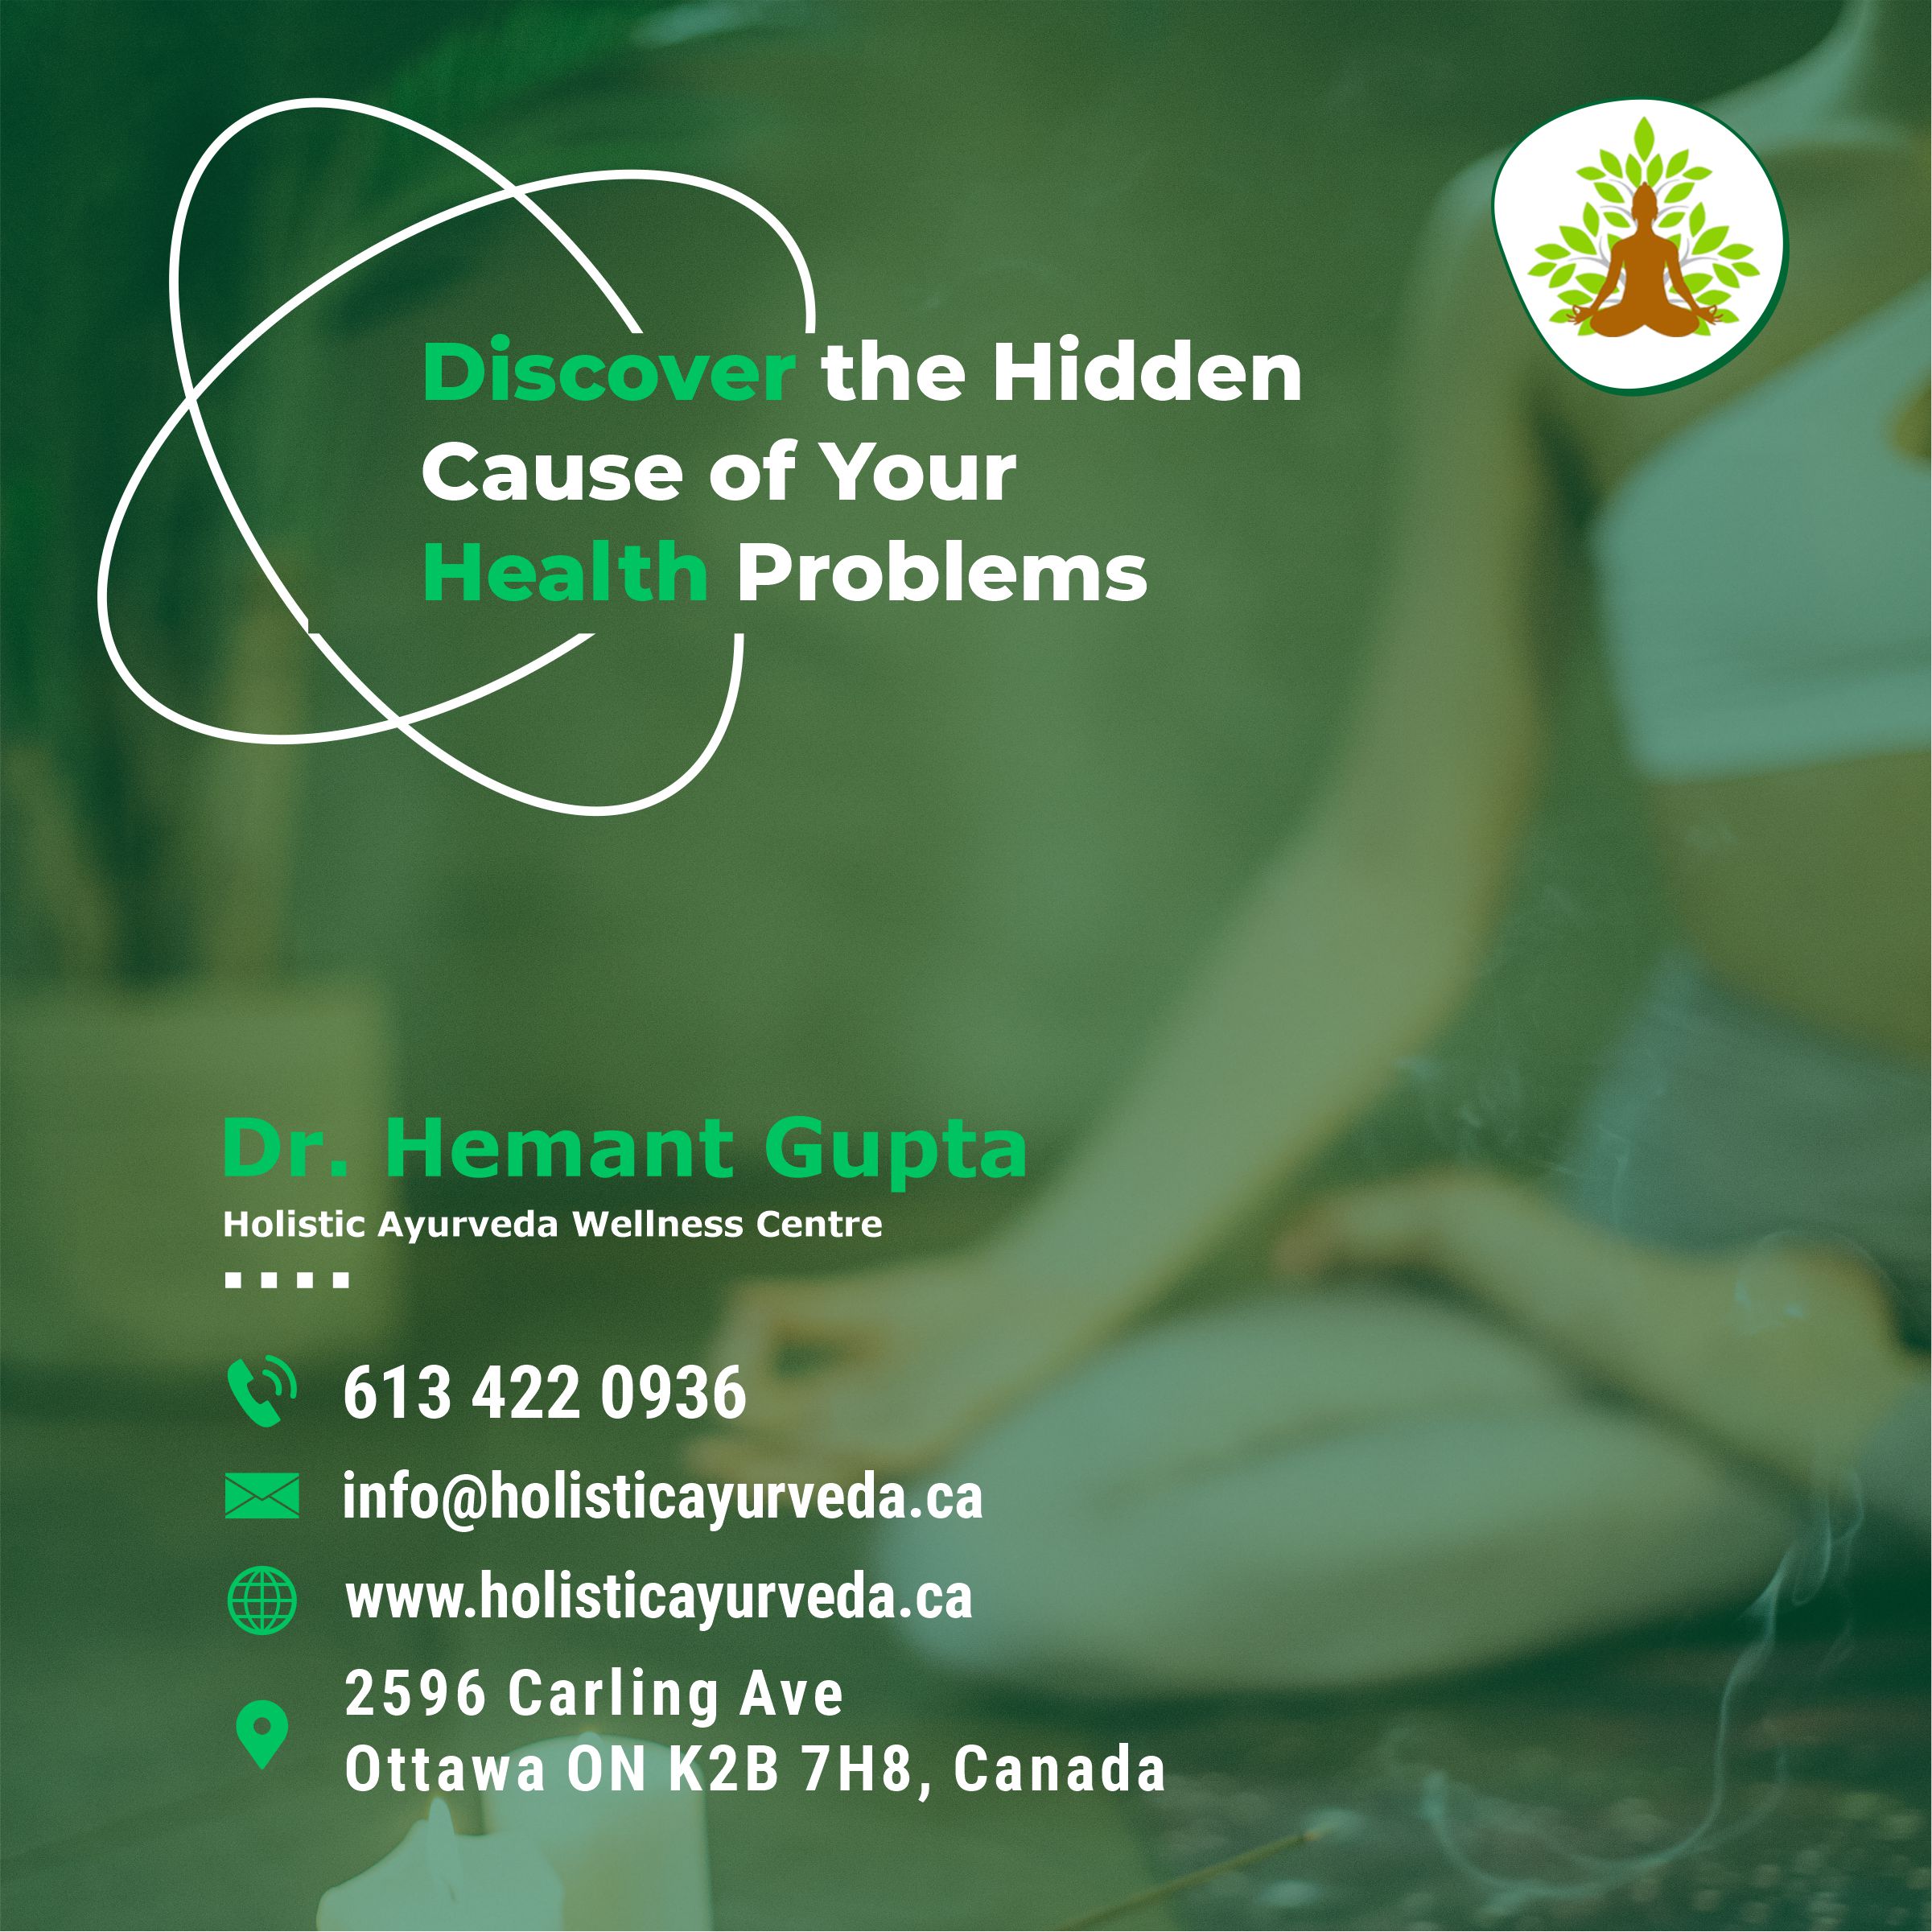 Discover the Hidden
Cause of Your
Health Problems
Dr. Hemant Gupta
Holistic Ayurveda Wellness Centre
613 422 0936
info@holisticayurveda.ca
www.holisticayurveda.ca
2596 Carling Ave
Ottawa ON K2B 7H8, Canada